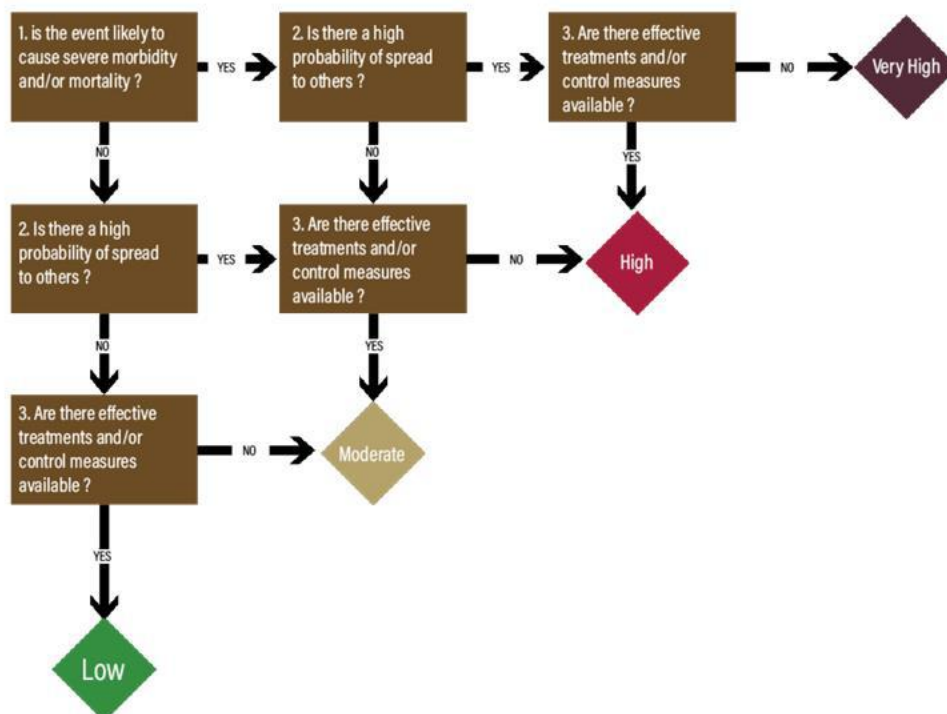 1. is the event likely to
cause severe morbidity
and/or mortality ?
YES
2. Is there a high
probability of spread
to others ?
YES
3. Are there effective
treatments and/or
control measures
available ?
NO
Very High
NO
NO
YES
2. Is there a high
probability of spread
to others ?
YES
3. Are there effective
treatments and/or
control measures
available ?
NO
High
NO
YES
3. Are there effective
treatments and/or
control measures
available ?
NO
Moderate
YES
Low